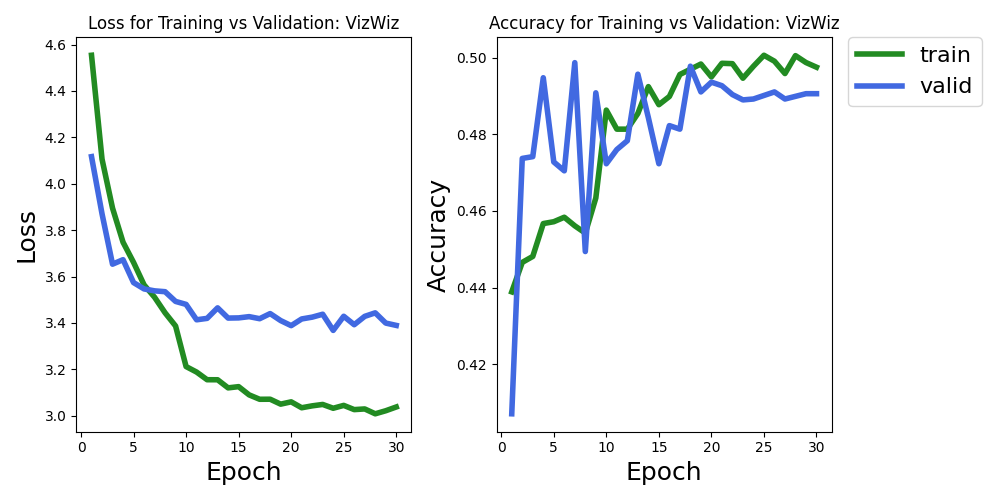 Loss for Training vs Validation: VizWiz
4.6
4.4
4.2
4.0
3.8
3.6
3.4
3.2
3.0
0 5 10 15 20 25 30
Loss
Epoch
Accuracy for Training vs Validation: VizWiz
0.50
0.48
0.46
0.44
0.42
0 5 10 15 20 25 30
Accuracy
Epoch
train
valid